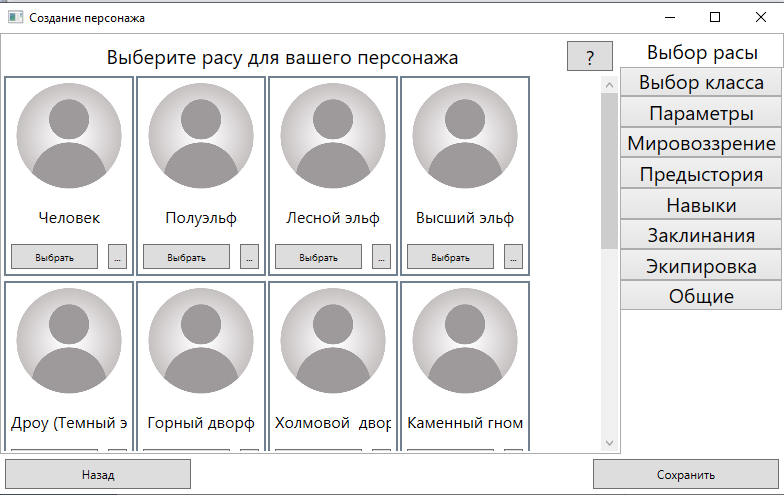 Создание персонажа
Выберите расу для вашего персонажа
?
Человек
Полуэльф
Лесной эльф
Высший эльф
Выбрать ...
Выбрать ...
Выбрать ...
Выбрать ...
Дроу (Темный э
Горный дворф
Холмовой двор
Каменный гном
Выбор расы
Выбор класса
Параметры
Мировоззрение
Предыстория
Навыки
Заклинания
Экипировка
Общие
Назад
Сохранить